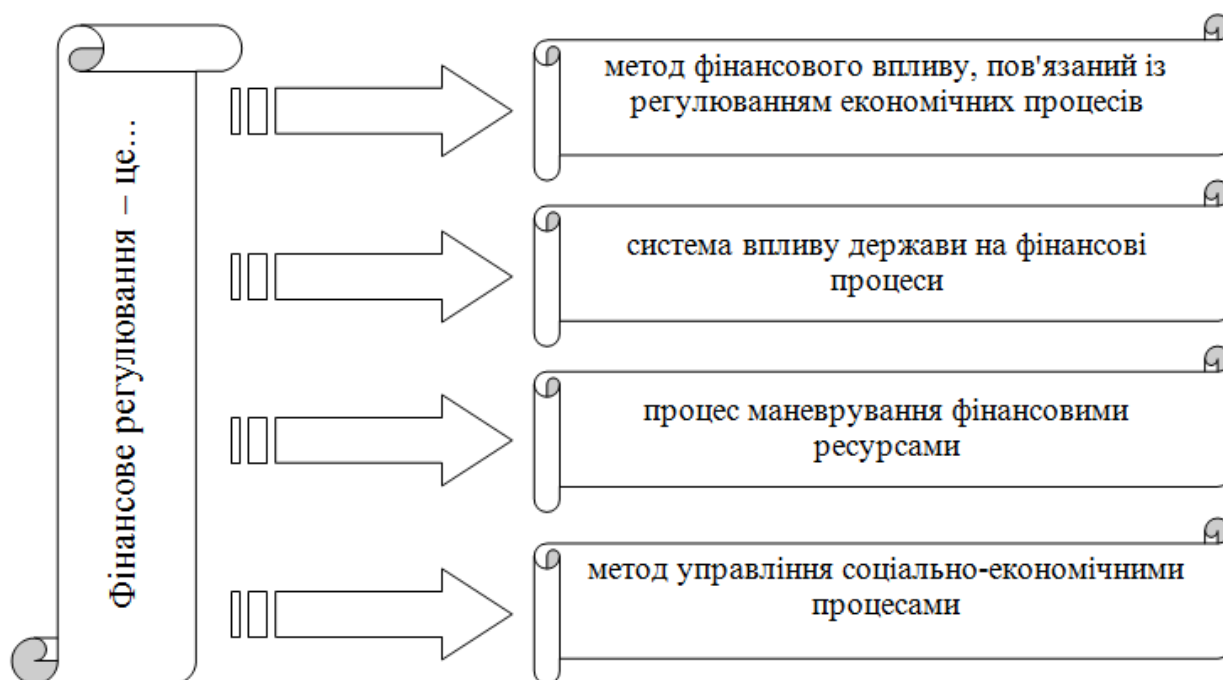 Фінансове регулювання – це...
метод фінансового впливу, пов'язаний із
регулюванням економічних процесів
система впливу держави на фінансові
процеси
процес маневрування фінансовими
ресурсами
метод управління соціально-економічними
процесами